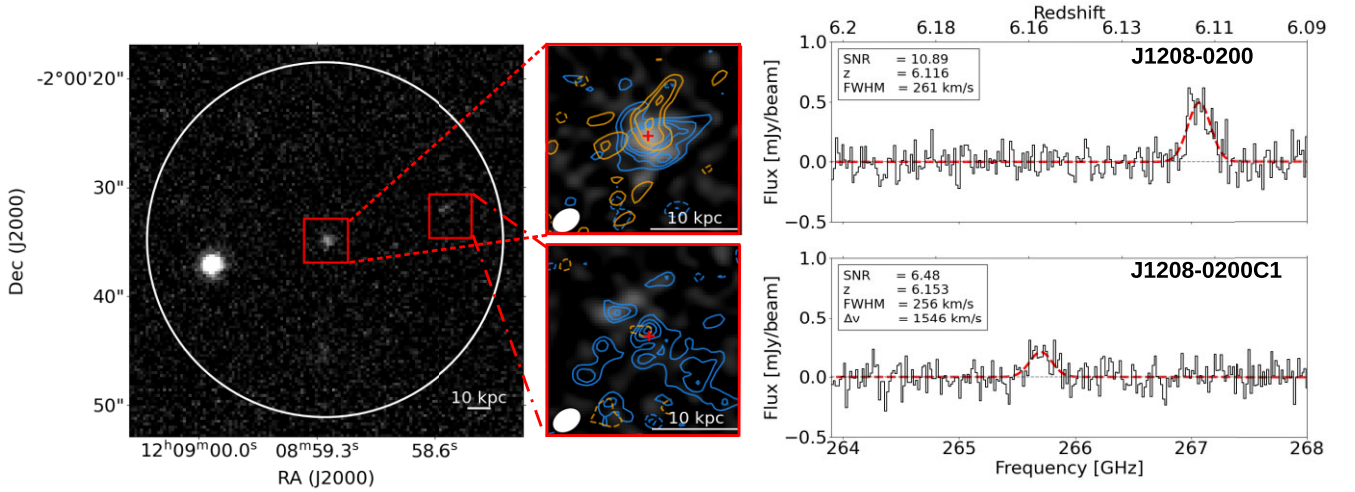 -2°00'20"
30"
40"
50"
Dec (J2000)
12ʰ09ᵐ00.0ˢ 08ᵐ59.3ˢ 58.6ˢ
RA (J2000)
10 kpc
10 kpc
10 kpc
Redshift
6.2 6.18 6.16 6.13 6.11 6.09
J1208-0200
SNR = 10.89
z = 6.116
FWHM = 261 km/s
1.0
0.5
0.0
−0.5
Flux [mJy/beam]
J1208-0200C1
SNR = 6.48
z = 6.153
FWHM = 256 km/s
Δν = 1546 km/s
1.0
0.5
0.0
−0.5
Flux [mJy/beam]
264 265 266 267 268
Frequency [GHz]